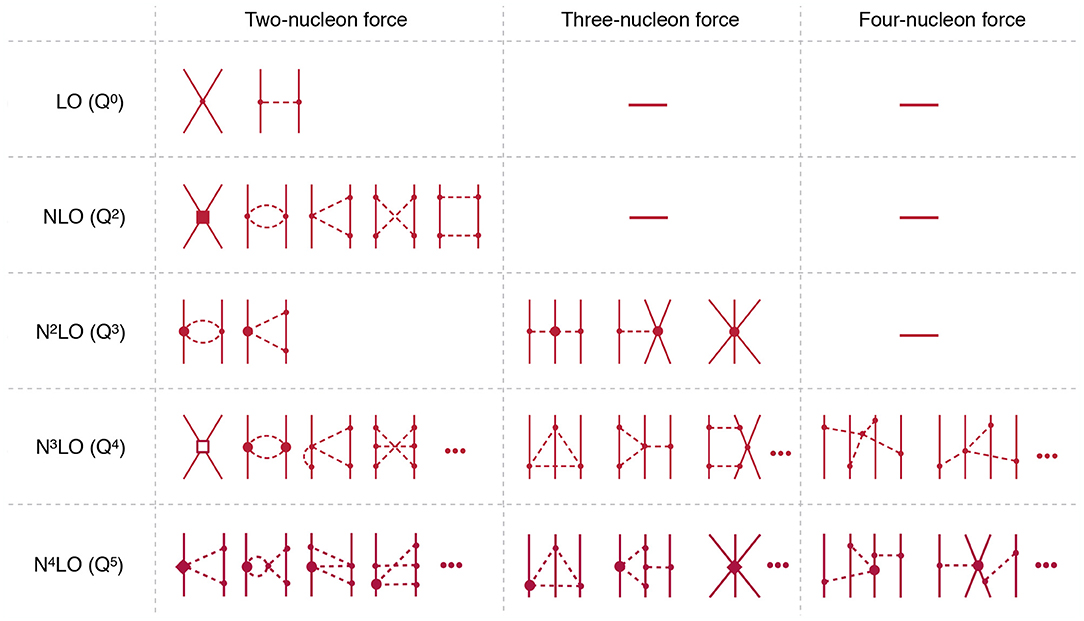 Two-nucleon force Three-nucleon force Four-nucleon force
LO (Q⁰)
NLO (Q²)
N²LO (Q³)
N³LO (Q⁴)
N⁴LO (Q⁵)